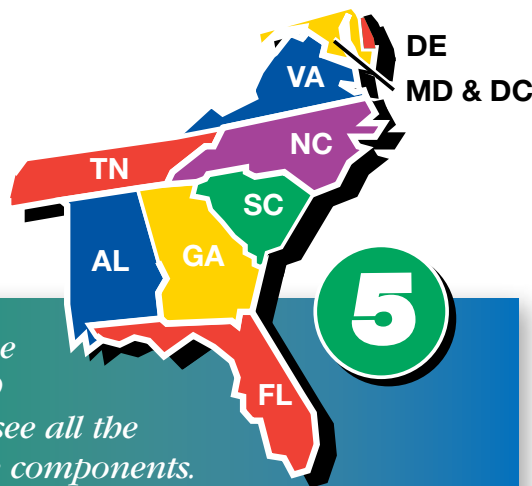 DE
VA
MD & DC
NC
TN
SC
AL
GA
5
FL
see all the
components.